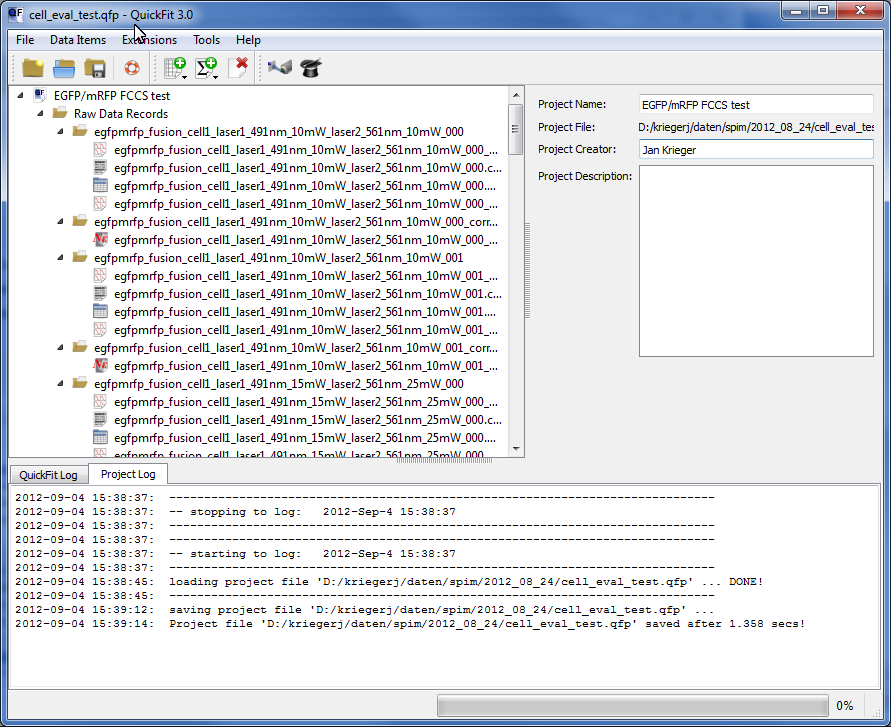 cell_eval_test.qfp - QuickFit 3.0
File Data Items Extensions Tools Help
EGFP/mRFP FCCS test
Raw Data Records
egfpmrfp_fusion_cell1_laser1_491nm_10mW_laser2_561nm_10mW_000
egfpmrfp_fusion_cell1_laser1_491nm_10mW_laser2_561nm_10mW_000_...
egfpmrfp_fusion_cell1_laser1_491nm_10mW_laser2_561nm_10mW_000.c...
egfpmrfp_fusion_cell1_laser1_491nm_10mW_laser2_561nm_10mW_000....
egfpmrfp_fusion_cell1_laser1_491nm_10mW_laser2_561nm_10mW_000_...
egfpmrfp_fusion_cell1_laser1_491nm_10mW_laser2_561nm_10mW_000_corr...
egfpmrfp_fusion_cell1_laser1_491nm_10mW_laser2_561nm_10mW_000_...
egfpmrfp_fusion_cell1_laser1_491nm_10mW_laser2_561nm_10mW_001
egfpmrfp_fusion_cell1_laser1_491nm_10mW_laser2_561nm_10mW_001_...
egfpmrfp_fusion_cell1_laser1_491nm_10mW_laser2_561nm_10mW_001.c...
egfpmrfp_fusion_cell1_laser1_491nm_10mW_laser2_561nm_10mW_001....
egfpmrfp_fusion_cell1_laser1_491nm_10mW_laser2_561nm_10mW_001_...
egfpmrfp_fusion_cell1_laser1_491nm_10mW_laser2_561nm_10mW_001_corr...
egfpmrfp_fusion_cell1_laser1_491nm_10mW_laser2_561nm_10mW_001_...
egfpmrfp_fusion_cell1_laser1_491nm_15mW_laser2_561nm_25mW_000
egfpmrfp_fusion_cell1_laser1_491nm_15mW_laser2_561nm_25mW_000_...
egfpmrfp_fusion_cell1_laser1_491nm_15mW_laser2_561nm_25mW_000.c...
egfpmrfp_fusion_cell1_laser1_491nm_15mW_laser2_561nm_25mW_000....
egfpmrfp_fusion_cell1_laser1_491nm_15mW_laser2_561nm_25mW_000_...
Project Name: EGFP/mRFP FCCS test
Project File: D:/kriegerj/daten/spim/2012_08_24/cell_eval_tes
Project Creator: Jan Krieger
Project Description:
QuickFit Log Project Log
2012-09-04 15:38:37: ------------------------------------------------------------------------------
2012-09-04 15:38:37: -- stopping to log: 2012-Sep-4 15:38:37
2012-09-04 15:38:37: ------------------------------------------------------------------------------
2012-09-04 15:38:37: ------------------------------------------------------------------------------
2012-09-04 15:38:37: -- starting to log: 2012-Sep-4 15:38:37
2012-09-04 15:38:37: ------------------------------------------------------------------------------
2012-09-04 15:38:45: loading project file 'D:/kriegerj/daten/spim/2012_08_24/cell_eval_test.qfp' ... DONE!
2012-09-04 15:38:45: ------------------------------------------------------------------------------
2012-09-04 15:39:12: saving project file 'D:/kriegerj/daten/spim/2012_08_24/cell_eval_test.qfp' ...
2012-09-04 15:39:14: Project file 'D:/kriegerj/daten/spim/2012_08_24/cell_eval_test.qfp' saved after 1.358 secs!
0%